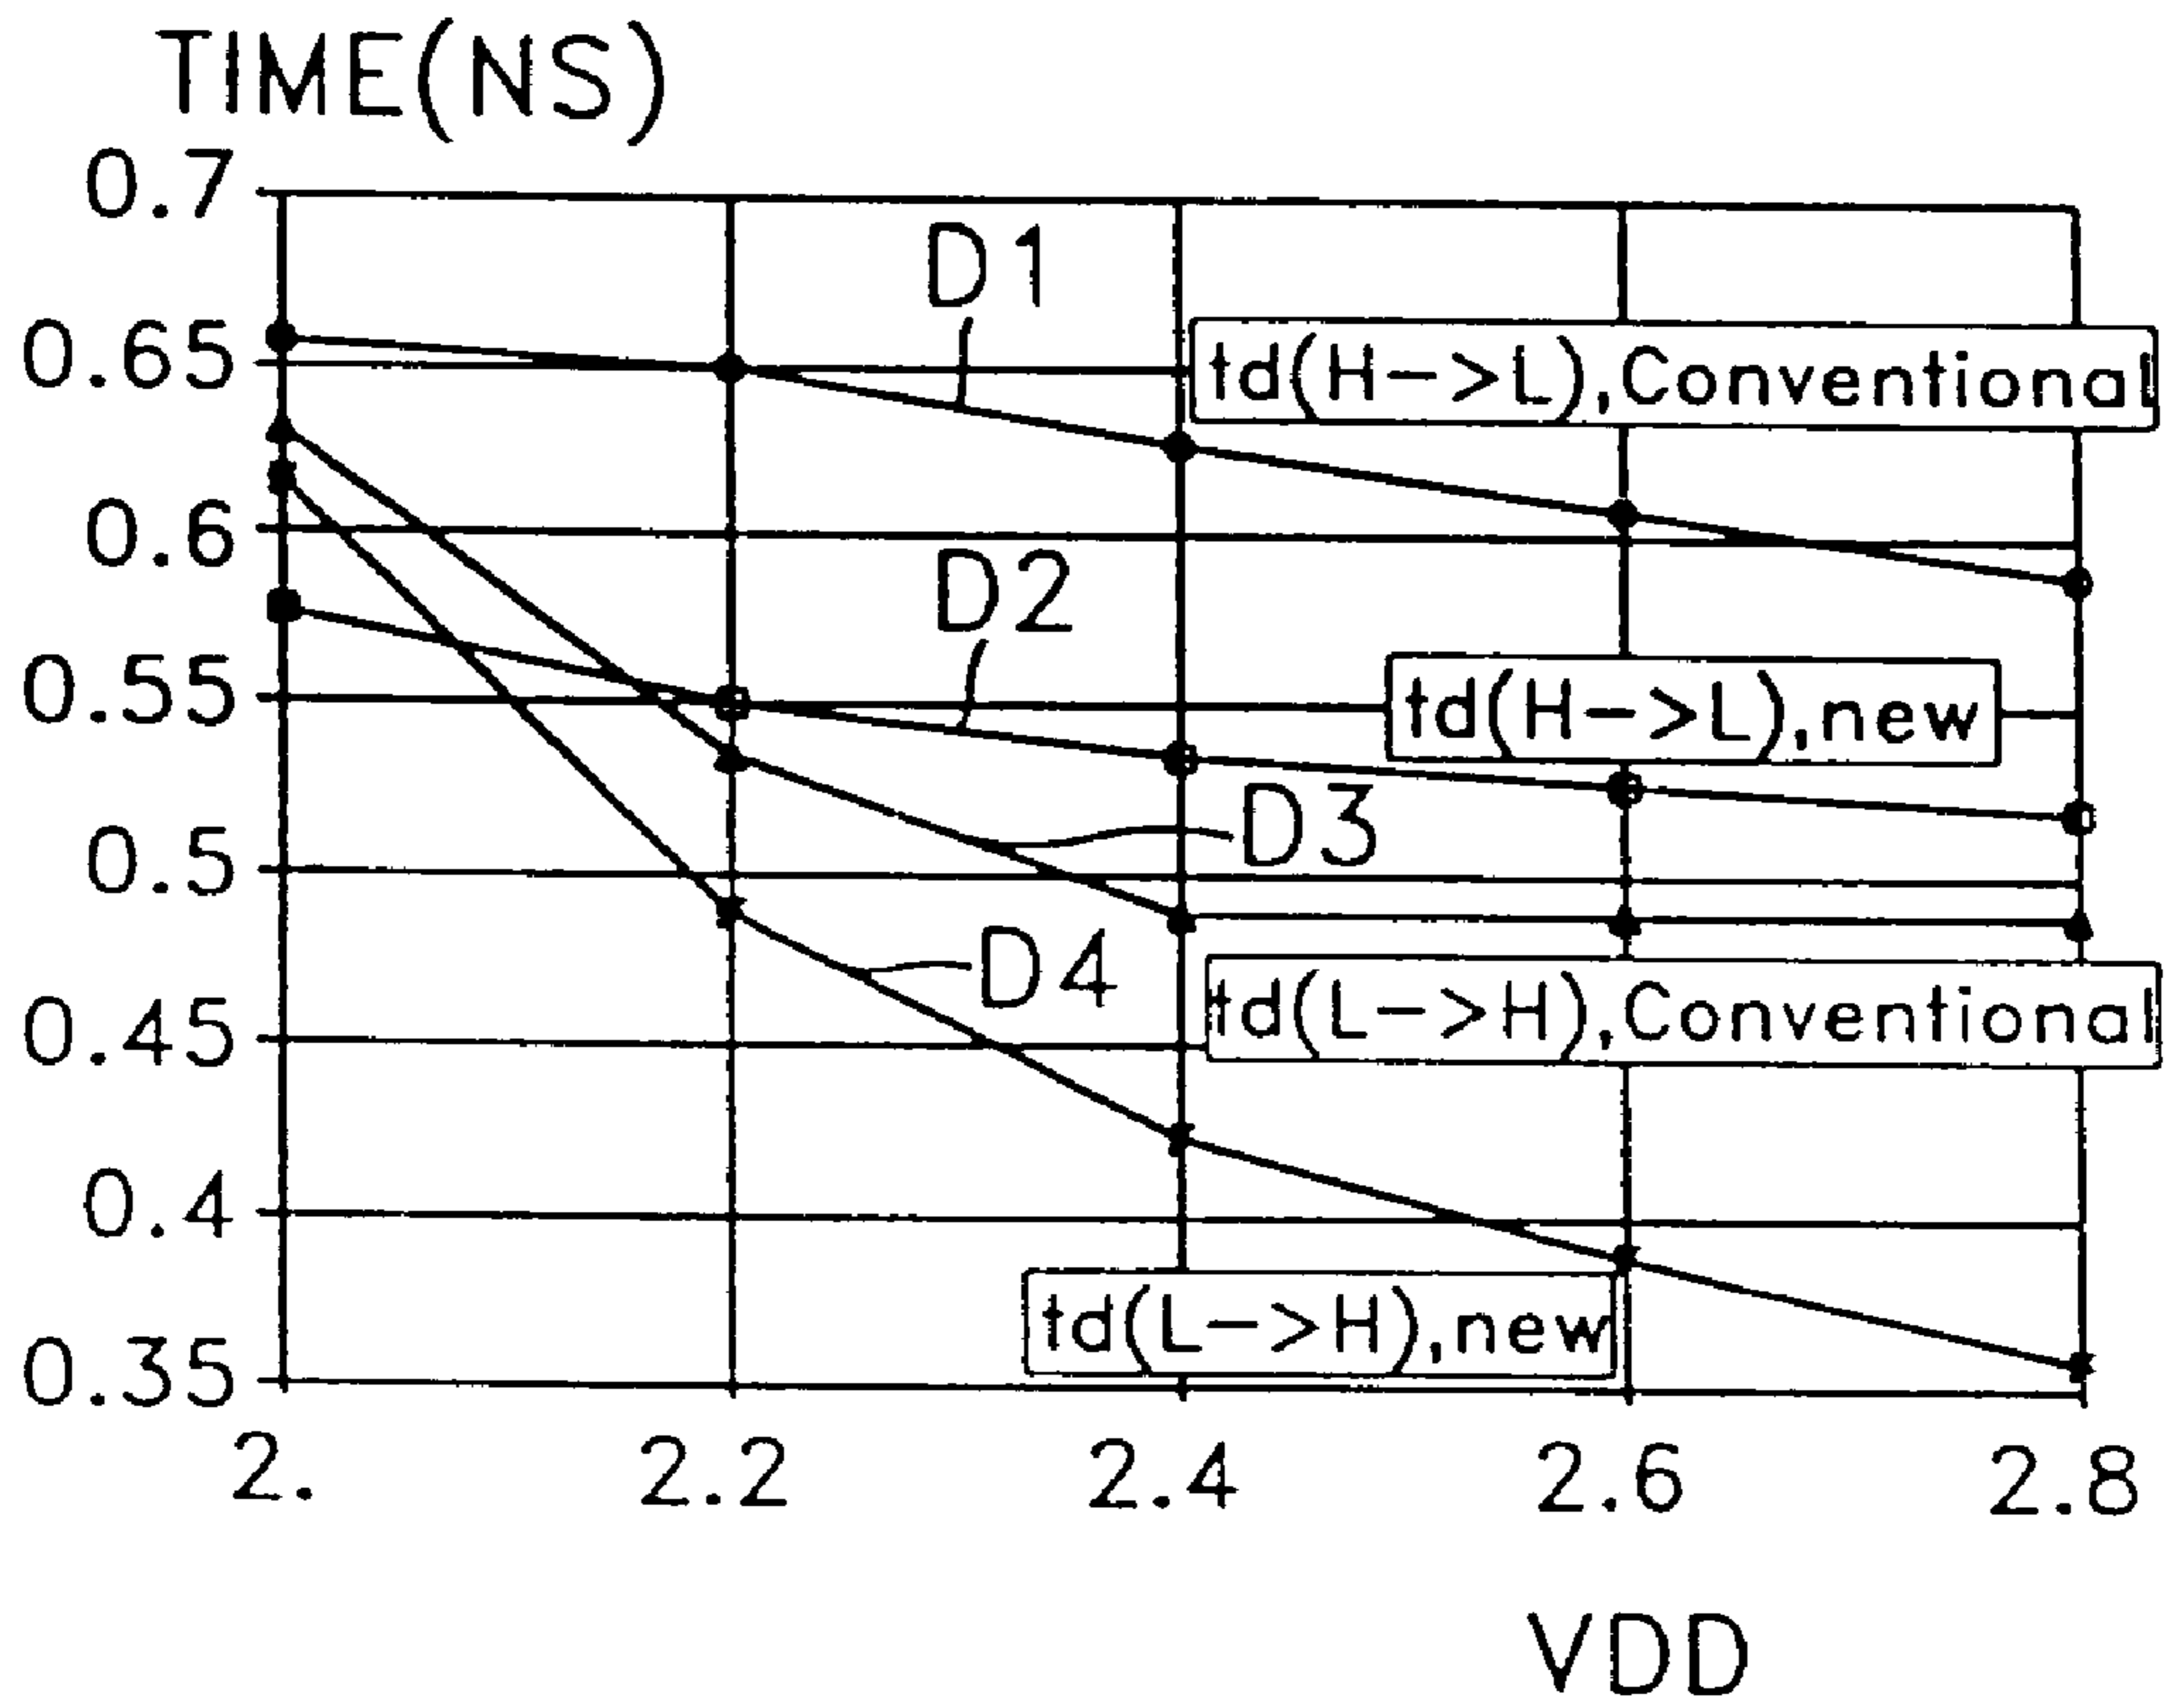 TIME(NS)
0.7
D1
0.65
td(H->L),Conventional
0.6
D2
0.55
td(H->L),new
D3
0.5
D4
td(L->H),Conventional
0.45
0.4
td(L->H),new
0.35
2. 2.2 2.4 2.6 2.8
VDD